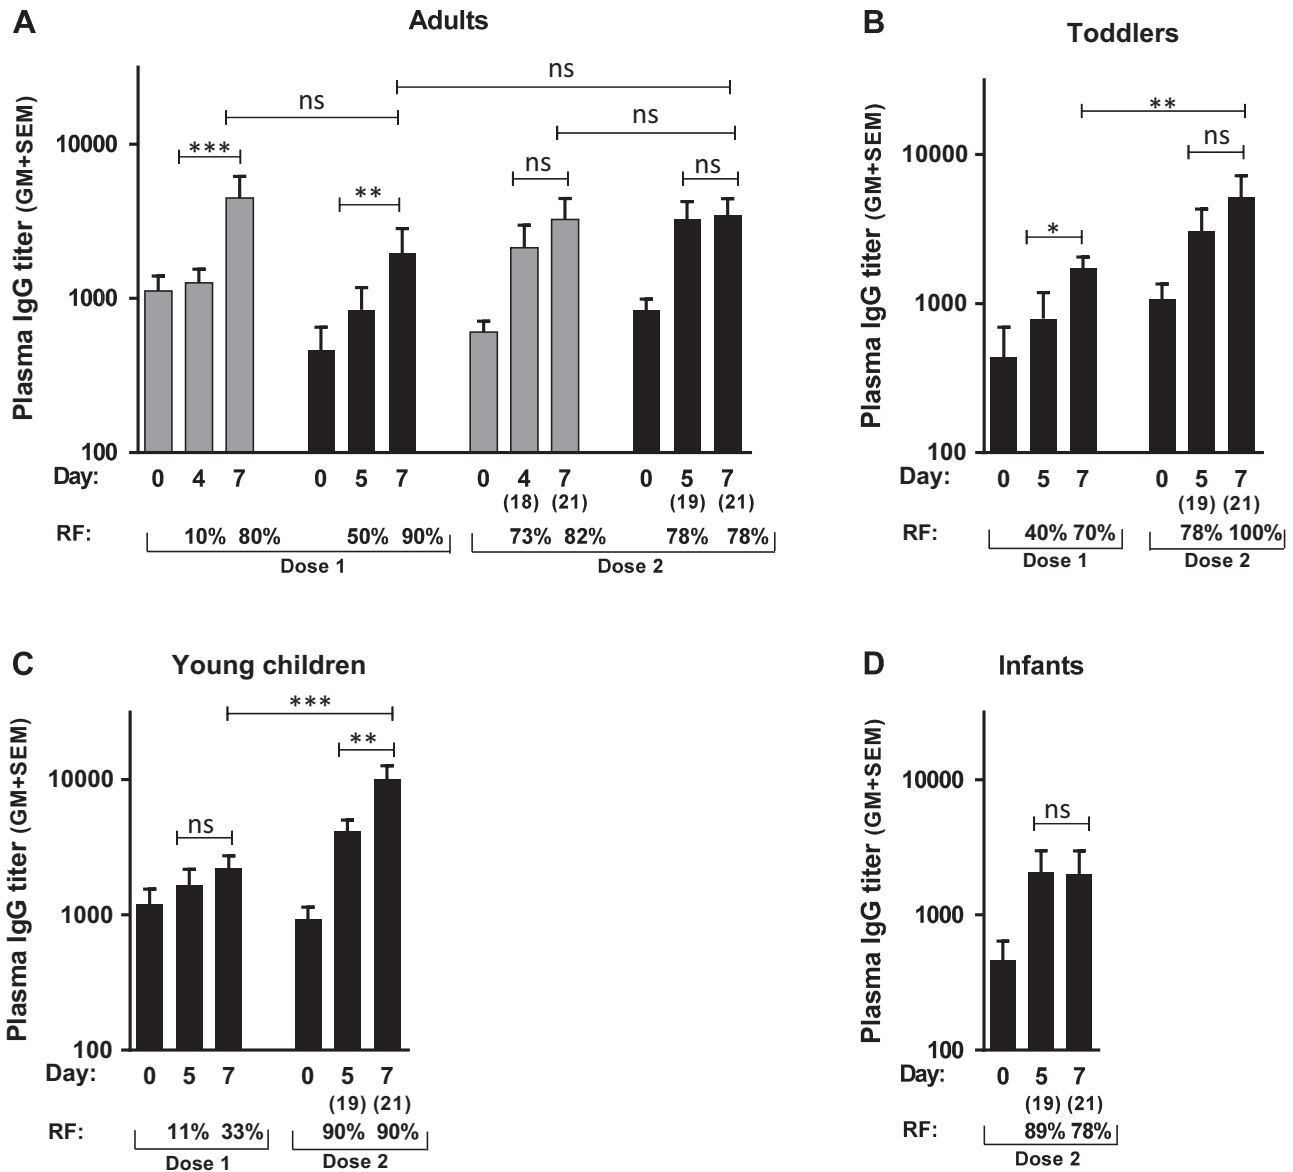 A
Adults
Plasma IgG titer (GM+SEM)
ns
ns
ns
***
**
ns
ns
10000
1000
100
Day: 0 4 7 0 5 7 0 4 7 0 5 7
(18) (21) (19) (21)
RF: 10% 80% 50% 90% 73% 82% 78% 78%
Dose 1 Dose 2
B
Toddlers
Plasma IgG titer (GM+SEM)
**
ns
*
10000
1000
100
Day: 0 5 7 0 5 7
(19) (21)
RF: 40% 70% 78% 100%
Dose 1 Dose 2
C
Young children
Plasma IgG titer (GM+SEM)
***
**
ns
10000
1000
100
Day: 0 5 7 0 5 7
(19) (21)
RF: 11% 33% 90% 90%
Dose 1 Dose 2
D
Infants
Plasma IgG titer (GM+SEM)
ns
10000
1000
100
Day: 0 5 7
(19) (21)
RF: 89% 78%
Dose 2